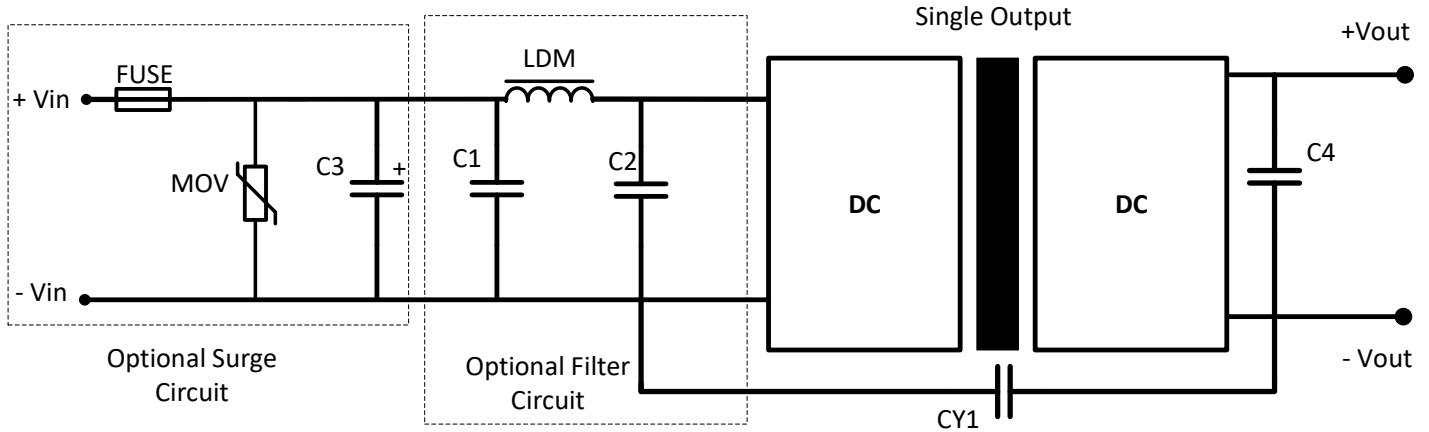 Single Output
+Vout
LDM
FUSE
+ Vin
MOV
C3
+
C1
C2
DC
DC
C4
- Vin
- Vout
Optional Surge
Circuit
Optional Filter
Circuit
CY1